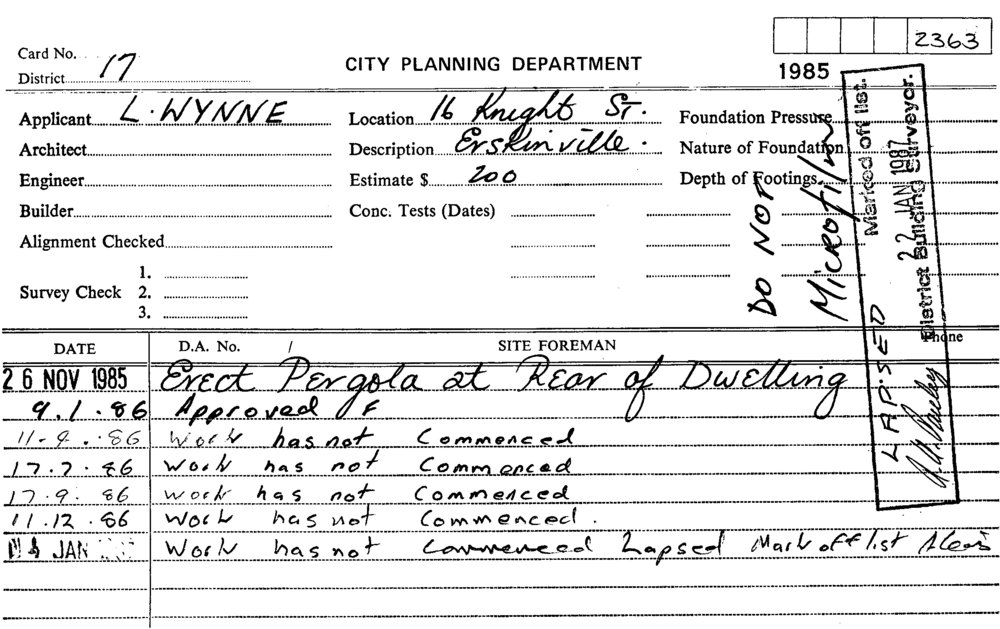 2363
Card No.
District 17
CITY PLANNING DEPARTMENT
1985
Applicant L. WYNNE
Location 16 Knight St.
Foundation Pressure
Architect
Description Erskinville.
Nature of Foundation
Engineer
Estimate $ 200
Depth of Footings
Builder
Conc. Tests (Dates)
Alignment Checked
Survey Check
1.
2.
3.
DO NOT
Microfilm
Marked off list.
22 JAN 1987
District Building Surveyor.
LAPSED
DATE
D.A. No. /
SITE FOREMAN
Phone
26 NOV 1985 Erect Pergola at Rear of Dwelling
9.1.86 Approved F
11-4.86 Work has not Commenced
17.7.86 Work has not Commenced
17.9.86 Work has not Commenced
11.12.86 Work has not Commenced.
JAN Work has not Commenced Lapsed Mark off list